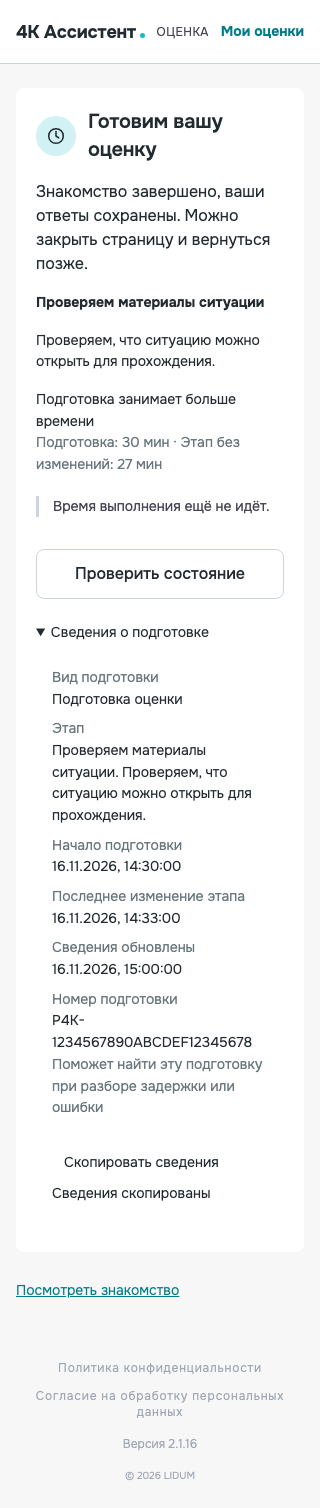 4К Ассистент
ОЦЕНКА
Мои оценки
Готовим вашу
оценку
Знакомство завершено, ваши
ответы сохранены. Можно
закрыть страницу и вернуться
позже.
Проверяем материалы ситуации
Проверяем, что ситуацию можно
открыть для прохождения.
Подготовка занимает больше
времени
Подготовка: 30 мин · Этап без
изменений: 27 мин
Время выполнения ещё не идёт.
Проверить состояние
▼ Сведения о подготовке
Вид подготовки
Подготовка оценки
Этап
Проверяем материалы
ситуации. Проверяем, что
ситуацию можно открыть для
прохождения.
Начало подготовки
16.11.2026, 14:30:00
Последнее изменение этапа
16.11.2026, 14:33:00
Сведения обновлены
16.11.2026, 15:00:00
Номер подготовки
P4K-
1234567890ABCDEF12345678
Поможет найти эту подготовку
при разборе задержки или
ошибки
Скопировать сведения
Сведения скопированы
Посмотреть знакомство
Политика конфиденциальности
Согласие на обработку персональных
данных
Версия 2.1.16
© 2026 LIDUM